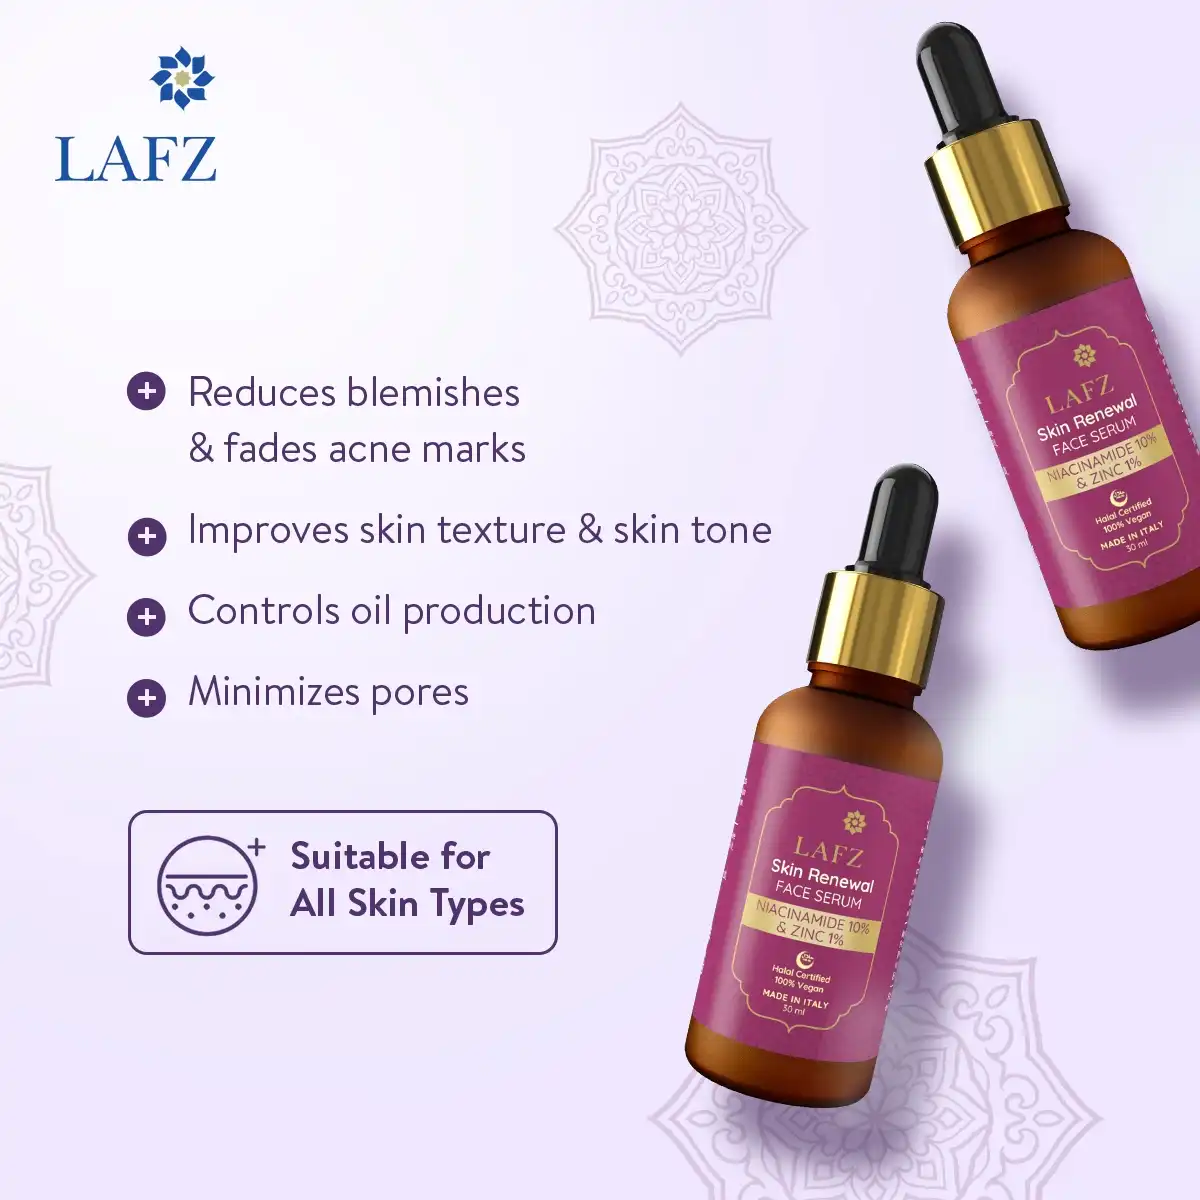 LAFZ
Reduces blemishes
& fades acne marks
Improves skin texture & skin tone
Controls oil production
Minimizes pores
Suitable for
All Skin Types
LAFZ
Skin Renewal
FACE SERUM
NIACINAMIDE 10%
& ZINC 1%
Halal Certified
100% Vegan
MADE IN ITALY
30 ml
LAFZ
Skin Renewal
FACE SERUM
NIACINAMIDE 10%
& ZINC 1%
Halal Certified
100% Vegan
MADE IN ITALY
30 ml